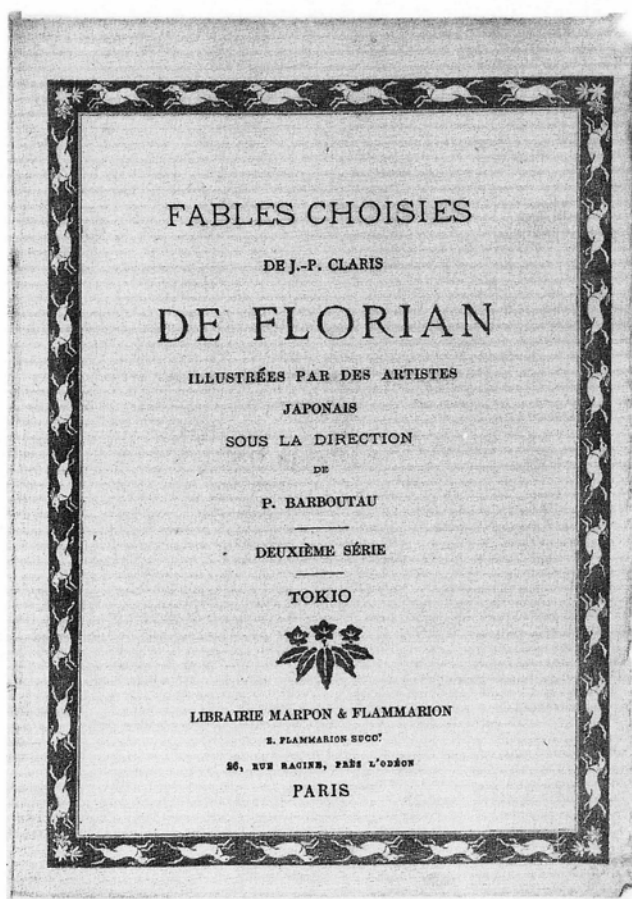 FABLES CHOISIES
DE J.-P. CLARIS
DE FLORIAN
ILLUSTRÉES PAR DES ARTISTES
JAPONAIS
SOUS LA DIRECTION
DE
P. BARBOUTAU
DEUXIÈME SÉRIE
TOKIO
LIBRAIRIE MARPON & FLAMMARION
E. FLAMMARION SUCCR
26, RUE RACINE, PRÈS L'ODÉON
PARIS